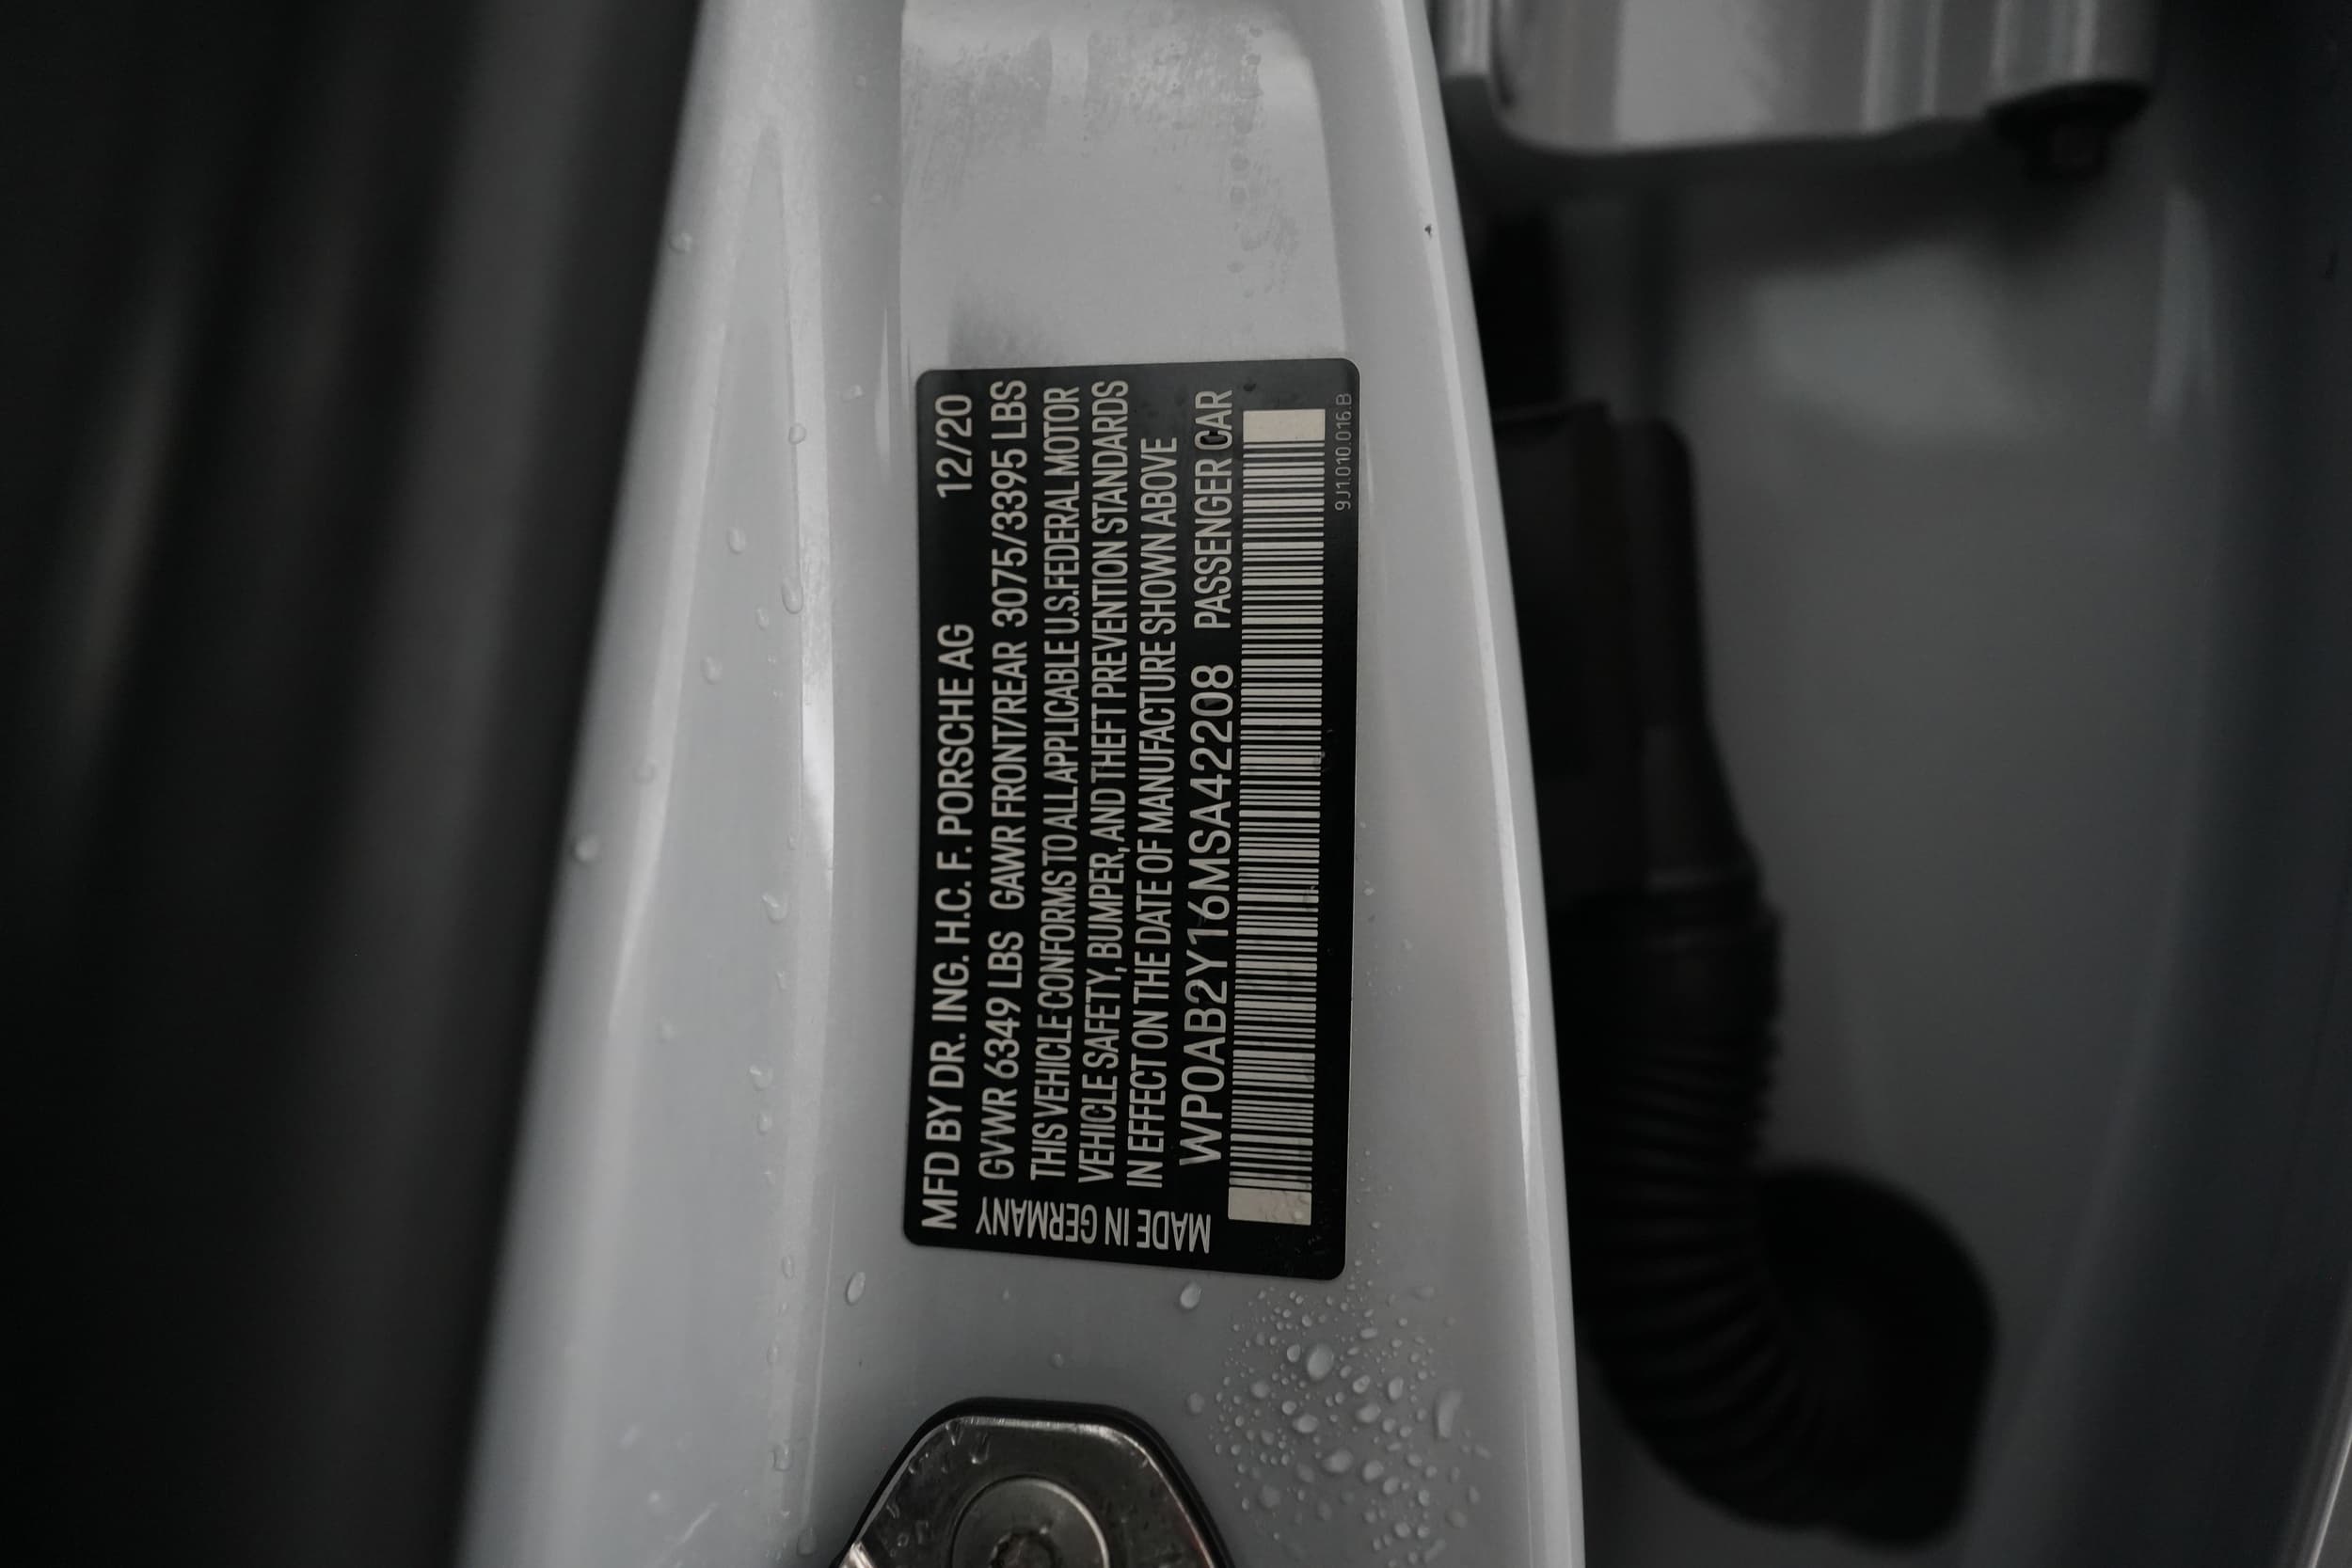 MFD BY DR. ING. H.C. F. PORSCHE AG 12/20
GVWR 6349 LBS GAWR FRONT/REAR 3075/3395 LBS
THIS VEHICLE CONFORMS TO ALL APPLICABLE U.S.FEDERAL MOTOR
VEHICLE SAFETY, BUMPER, AND THEFT PREVENTION STANDARDS
IN EFFECT ON THE DATE OF MANUFACTURE SHOWN ABOVE
WP0AB2Y16MSA42208 PASSENGER CAR
MADE IN GERMANY
9J1.010.016.B